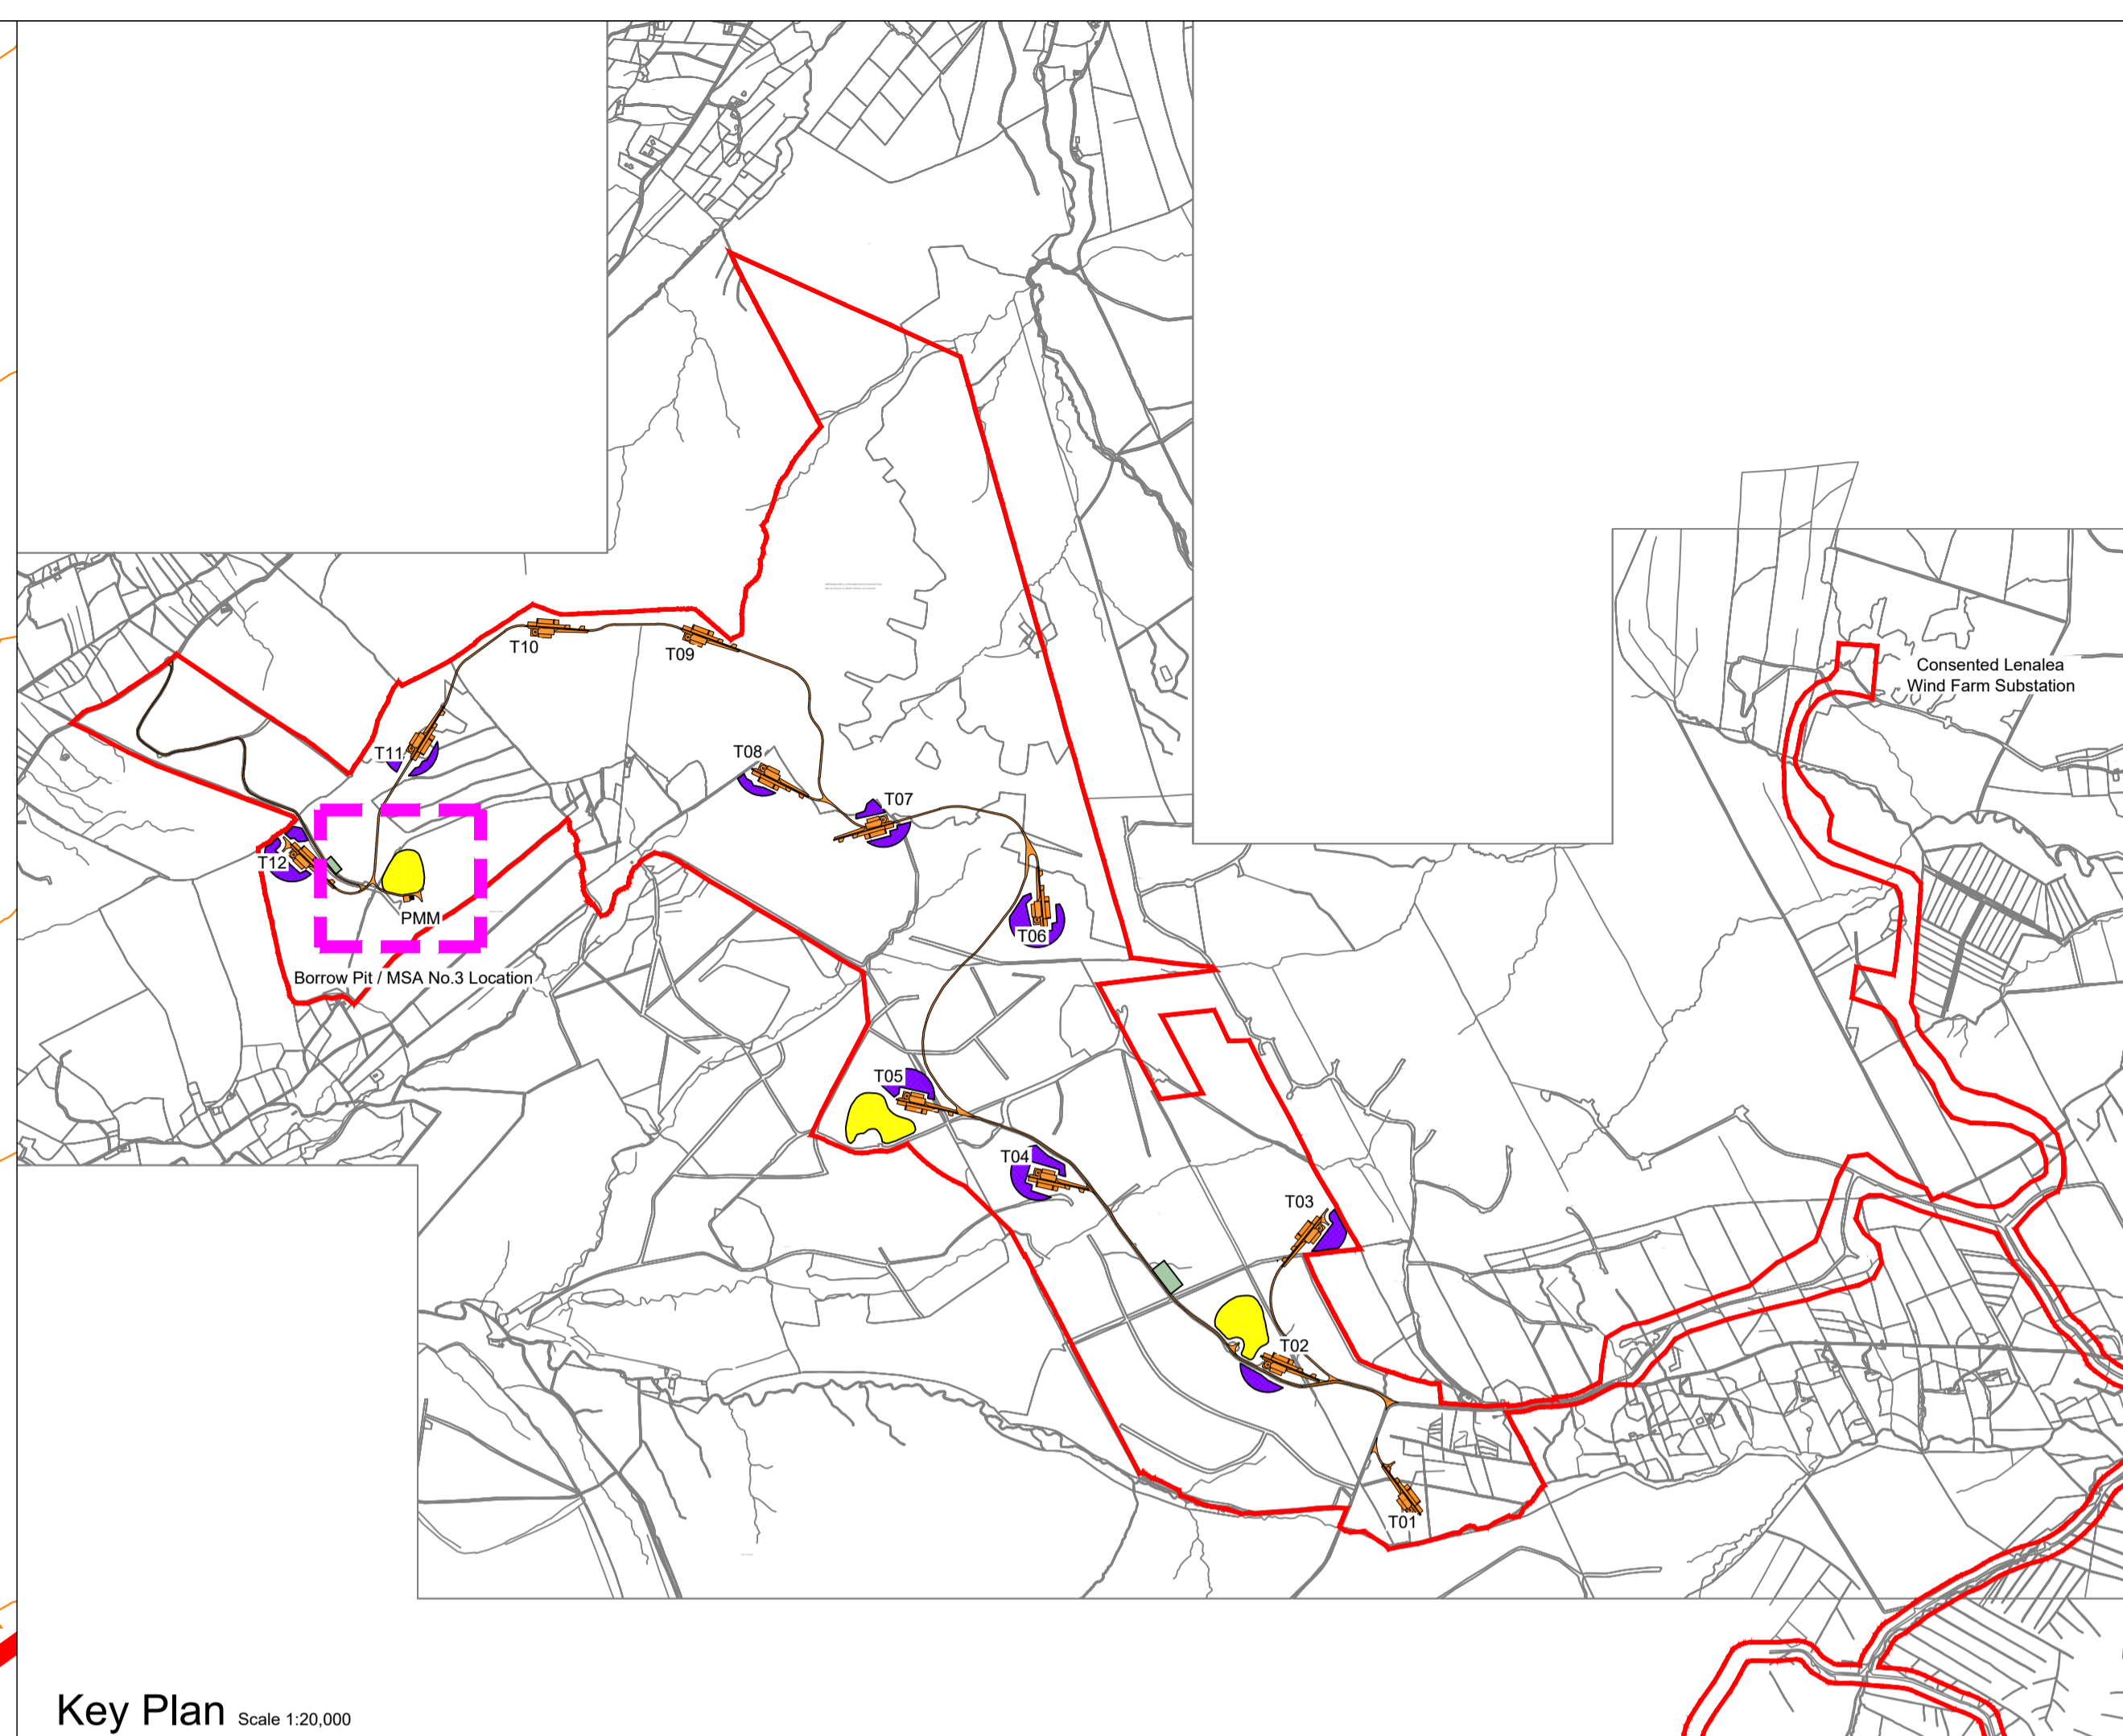 Consented Lenalea
Wind Farm Substation
T10
T09
T11
T08
T07
T12
PMM
T06
Borrow Pit / MSA No.3 Location
T05
T04
T03
T02
T01
Key Plan Scale 1:20,000